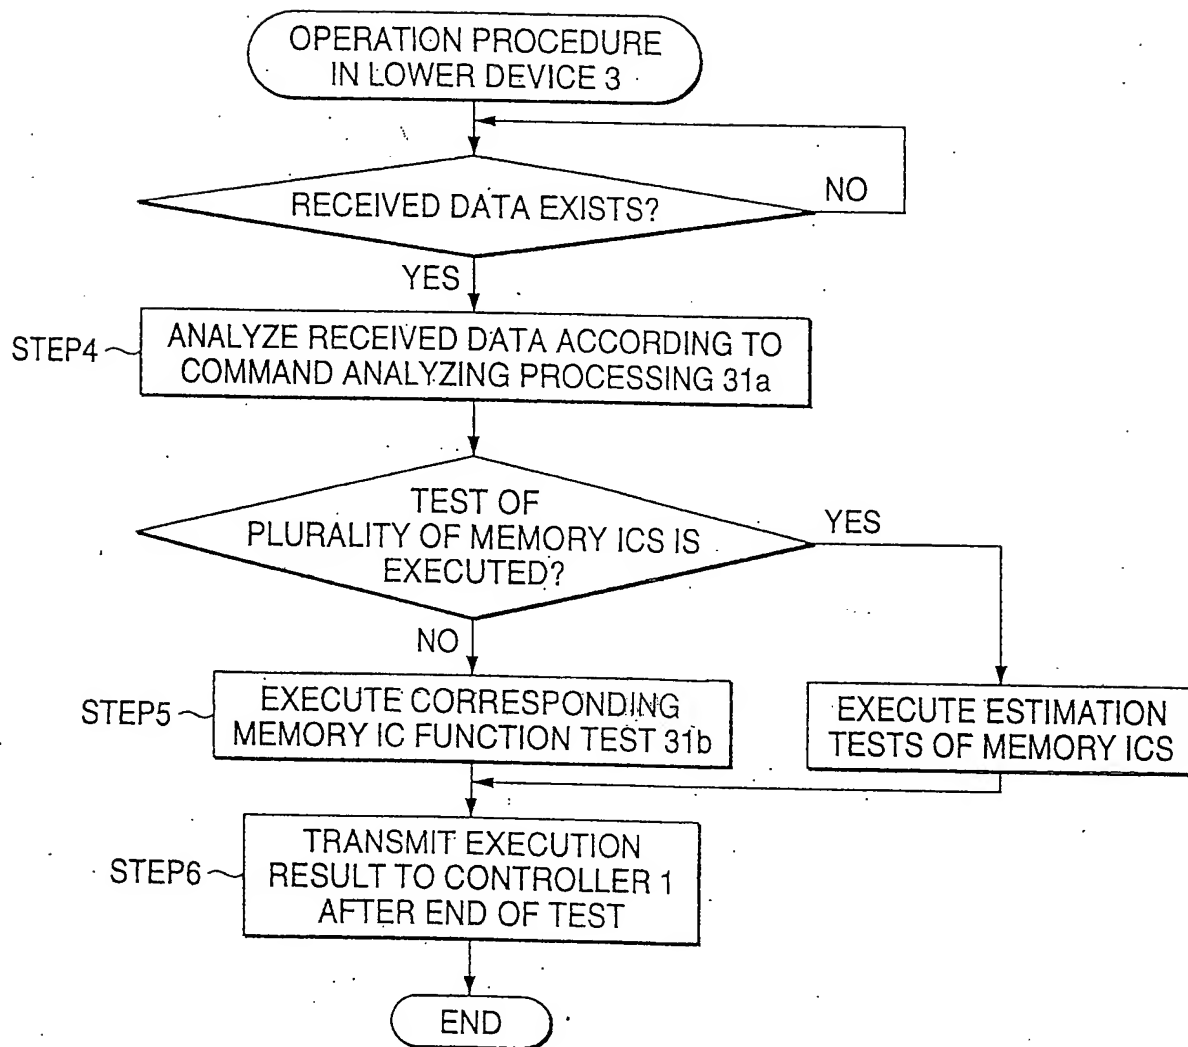 OPERATION PROCEDURE
IN LOWER DEVICE 3
RECEIVED DATA EXISTS?
NO
YES
STEP4
ANALYZE RECEIVED DATA ACCORDING TO
COMMAND ANALYZING PROCESSING 31a
TEST OF
PLURALITY OF MEMORY ICS IS
EXECUTED?
YES
NO
STEP5
EXECUTE CORRESPONDING
MEMORY IC FUNCTION TEST 31b
EXECUTE ESTIMATION
TESTS OF MEMORY ICS
STEP6
TRANSMIT EXECUTION
RESULT TO CONTROLLER 1
AFTER END OF TEST
END